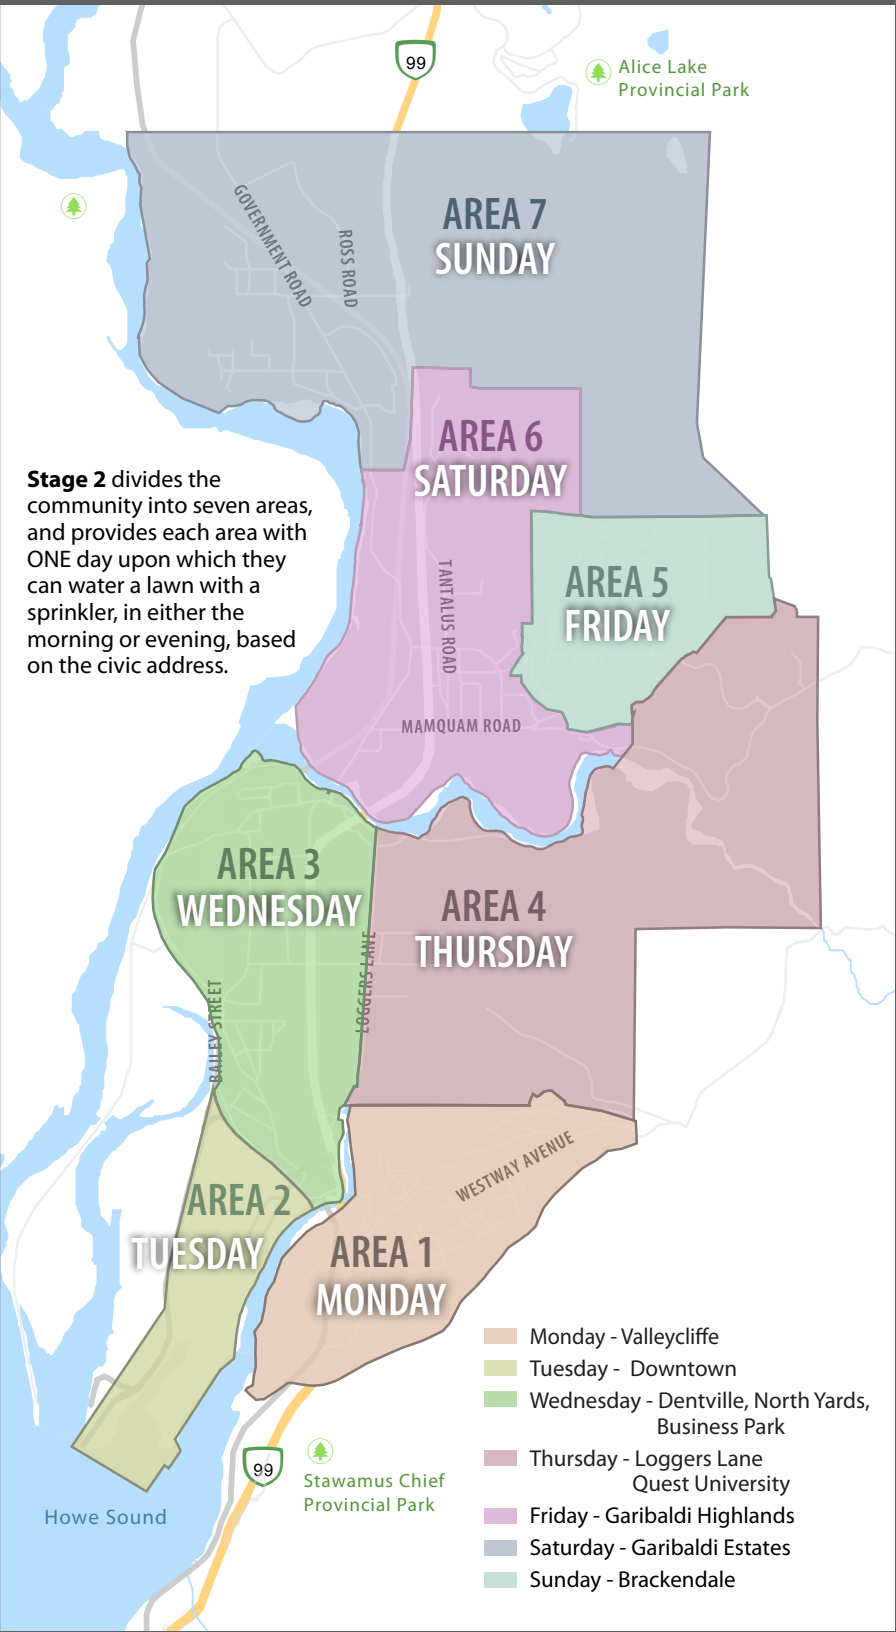 99
Alice Lake
Provincial Park
AREA 7
SUNDAY
GOVERNMENT ROAD
ROSS ROAD
AREA 6
SATURDAY
Stage 2 divides the
community into seven areas,
and provides each area with
ONE day upon which they
can water a lawn with a
sprinkler, in either the
morning or evening, based
on the civic address.
TANTALUS ROAD
AREA 5
FRIDAY
MAMQUAM ROAD
AREA 3
WEDNESDAY
AREA 4
THURSDAY
LOGGERS LANE
BAILEY STREET
WESTWAY AVENUE
AREA 2
TUESDAY
AREA 1
MONDAY
Monday - Valleycliffe
Tuesday - Downtown
Wednesday - Dentville, North Yards,
Business Park
Thursday - Loggers Lane
Quest University
Friday - Garibaldi Highlands
Saturday - Garibaldi Estates
Sunday - Brackendale
99
Stawamus Chief
Provincial Park
Howe Sound